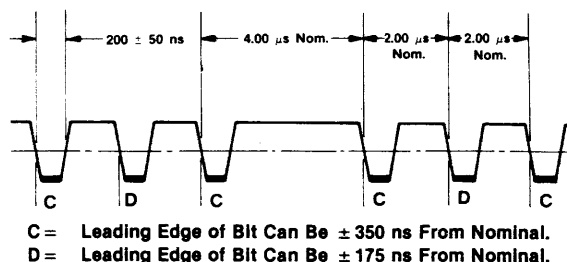 200 ± 50 ns
4.00 μs Nom.
2.00 μs
Nom.
2.00 μs
Nom.
C
D
C
C
D
C
C = Leading Edge of Bit Can Be ± 350 ns From Nominal.
D = Leading Edge of Bit Can Be ± 175 ns From Nominal.